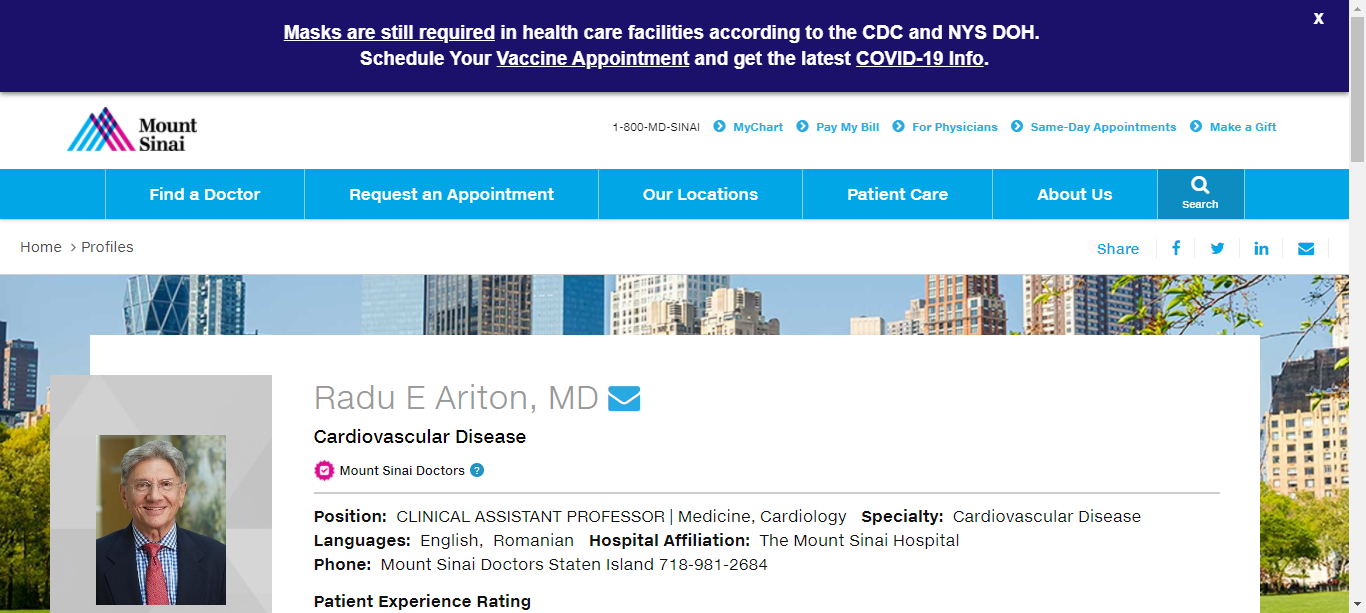 Masks are still required in health care facilities according to the CDC and NYS DOH.
Schedule Your Vaccine Appointment and get the latest COVID-19 Info.
X
Mount
Sinai
1-800-MD-SINAI MyChart Pay My Bill For Physicians Same-Day Appointments Make a Gift
Find a Doctor Request an Appointment Our Locations Patient Care About Us Search
Home > Profiles
Share
Radu E Ariton, MD
Cardiovascular Disease
Mount Sinai Doctors ?
Position: CLINICAL ASSISTANT PROFESSOR | Medicine, Cardiology Specialty: Cardiovascular Disease
Languages: English, Romanian Hospital Affiliation: The Mount Sinai Hospital
Phone: Mount Sinai Doctors Staten Island 718-981-2684
Patient Experience Rating